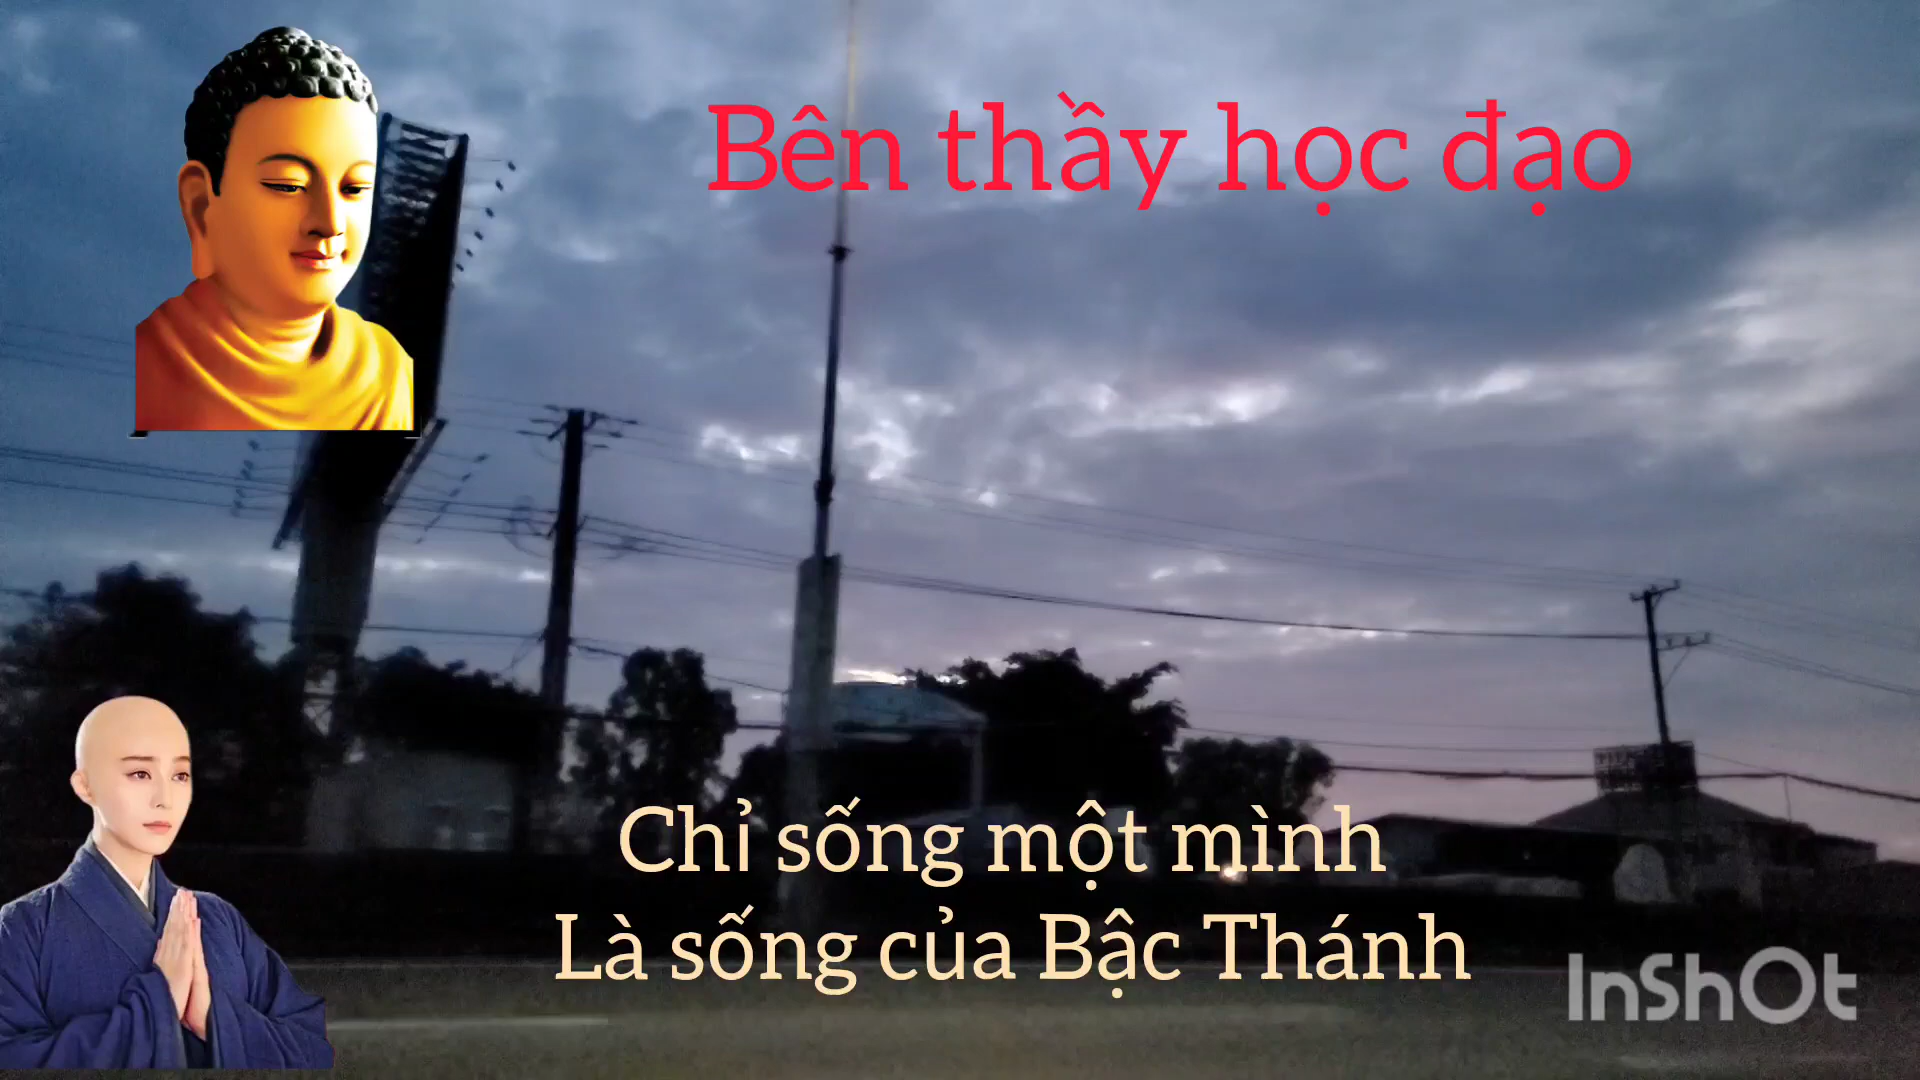 Bên thầy học đạo
Chỉ sống một mình
Là sống của Bậc Thánh
InShOt